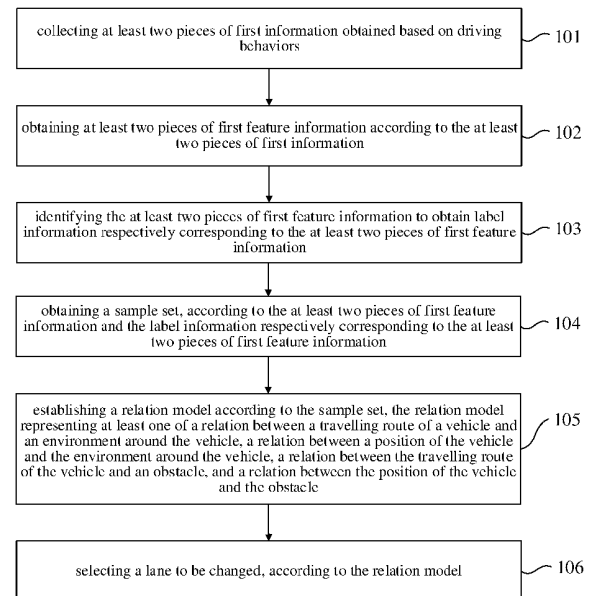 collecting at least two pieces of first information obtained based on driving
behaviors
101
obtaining at least two pieces of first feature information according to the at least
two pieces of first information
102
identifying the at least two pieces of first feature information to obtain label
information respectively corresponding to the at least two pieces of first feature
information
103
obtaining a sample set, according to the at least two pieces of first feature
information and the label information respectively corresponding to the at least
two pieces of first feature information
104
establishing a relation model according to the sample set, the relation model
representing at least one of a relation between a travelling route of a vehicle and
an environment around the vehicle, a relation between a position of the vehicle
and the environment around the vehicle, a relation between the travelling route
of the vehicle and an obstacle, and a relation between the position of the vehicle
and the obstacle
105
selecting a lane to be changed, according to the relation model
106